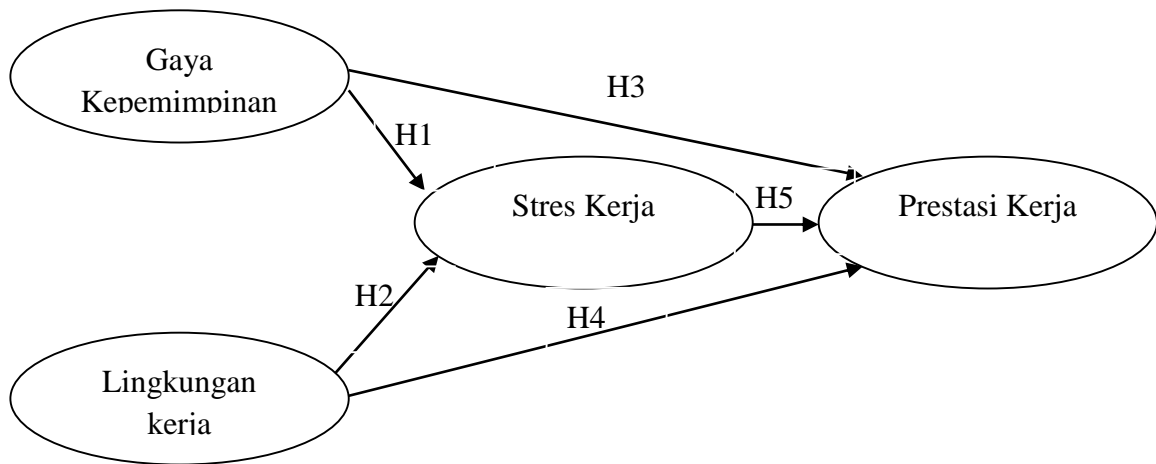 Gaya
Kepemimpinan
H3
H1
Stres Kerja
H5
Prestasi Kerja
H2
H4
Lingkungan
kerja